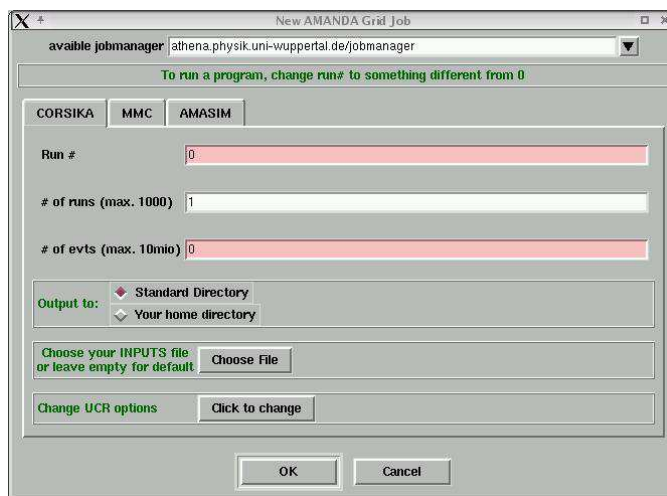 New AMANDA Grid Job
avaible jobmanager athena.physik.uni-wuppertal.de/jobmanager
To run a program, change run# to something different from 0
CORSIKA MMC AMASIM
Run # 0
# of runs (max. 1000) 1
# of evts (max. 10mio) 0
Output to:
Standard Directory
Your home directory
Choose your INPUTS file
or leave empty for default
Choose File
Change UCR options Click to change
OK Cancel